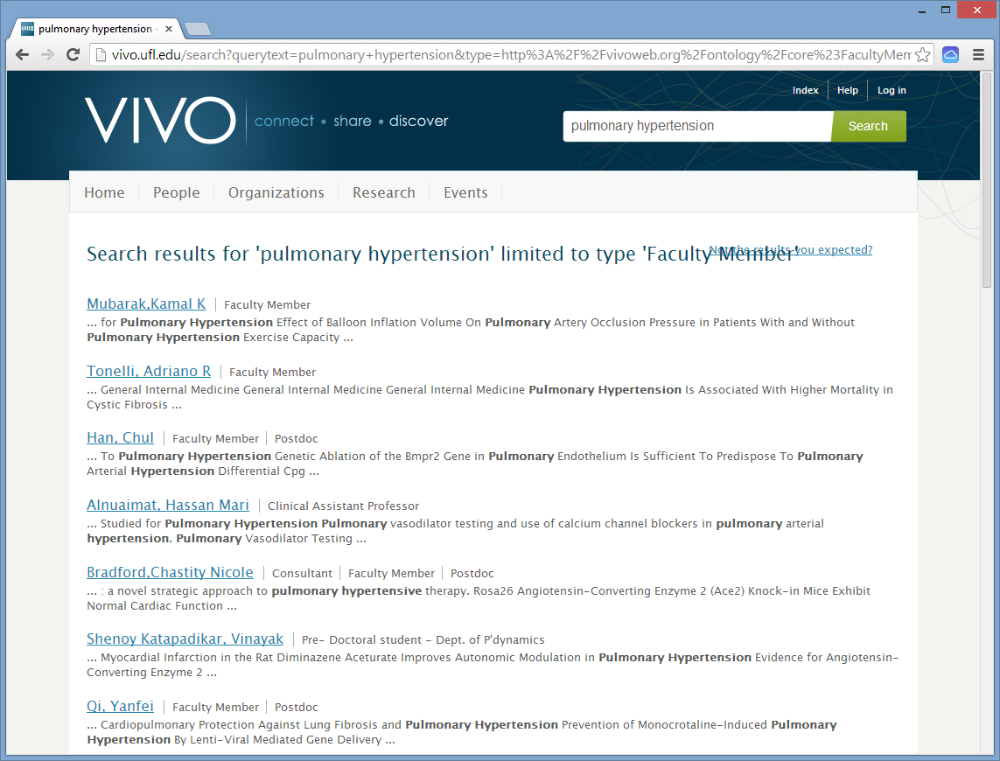 pulmonary hypertension -
vivo.ufl.edu/search?querytext=pulmonary+hypertension&type=http%3A%2F%2Fvivoweb.org%2Fontology%2Fcore%23FacultyMem
Index Help Log in
VIVO connect • share • discover
pulmonary hypertension Search
Home People Organizations Research Events
Search results for 'pulmonary hypertension' limited to type 'Faculty Member'
Not the results you expected?
Mubarak,Kamal K Faculty Member
... for Pulmonary Hypertension Effect of Balloon Inflation Volume On Pulmonary Artery Occlusion Pressure in Patients With and Without
Pulmonary Hypertension Exercise Capacity ...
Tonelli, Adriano R Faculty Member
... General Internal Medicine General Internal Medicine General Internal Medicine Pulmonary Hypertension Is Associated With Higher Mortality in
Cystic Fibrosis ...
Han, Chul Faculty Member Postdoc
... To Pulmonary Hypertension Genetic Ablation of the Bmpr2 Gene in Pulmonary Endothelium Is Sufficient To Predispose To Pulmonary
Arterial Hypertension Differential Cpg ...
Alnuaimat, Hassan Mari Clinical Assistant Professor
... Studied for Pulmonary Hypertension Pulmonary vasodilator testing and use of calcium channel blockers in pulmonary arterial
hypertension. Pulmonary Vasodilator Testing ...
Bradford,Chastity Nicole Consultant Faculty Member Postdoc
... : a novel strategic approach to pulmonary hypertensive therapy. Rosa26 Angiotensin-Converting Enzyme 2 (Ace2) Knock-in Mice Exhibit
Normal Cardiac Function ...
Shenoy Katapadikar, Vinayak Pre- Doctoral student - Dept. of P'dynamics
... Myocardial Infarction in the Rat Diminazene Aceturate Improves Autonomic Modulation in Pulmonary Hypertension Evidence for Angiotensin-
Converting Enzyme 2 ...
Qi, Yanfei Faculty Member Postdoc
... Cardiopulmonary Protection Against Lung Fibrosis and Pulmonary Hypertension Prevention of Monocrotaline-Induced Pulmonary
Hypertension By Lenti-Viral Mediated Gene Delivery ...